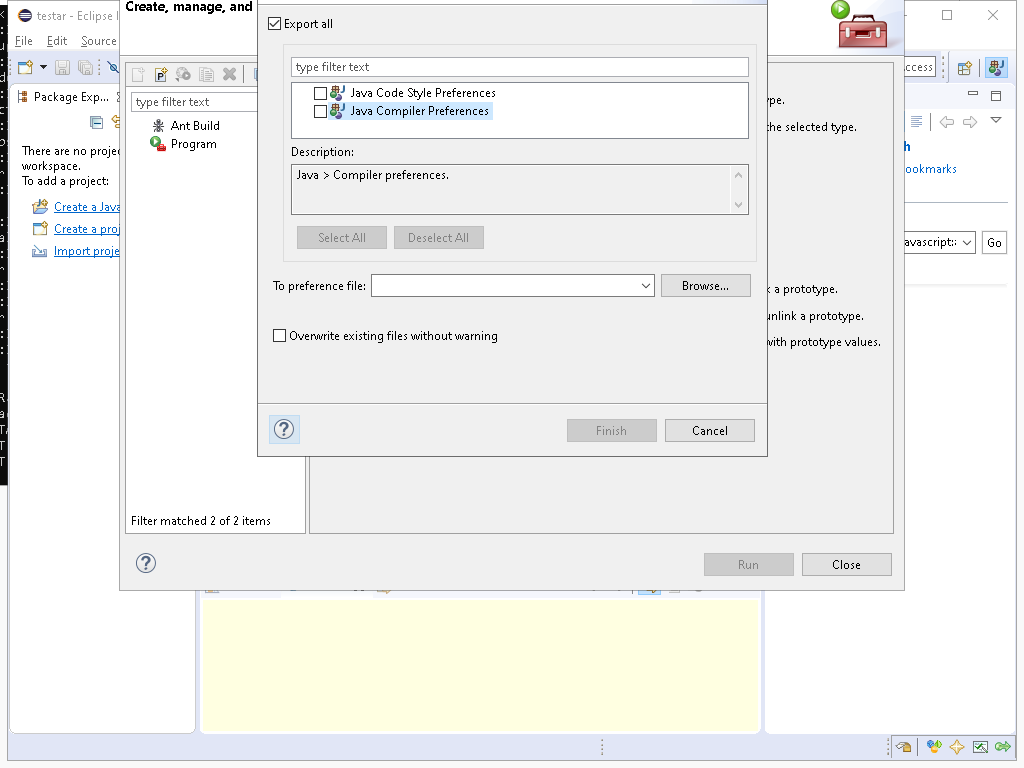 testar - Eclipse I
File Edit Source
Create, manage, and
Export all
type filter text
Java Code Style Preferences
Java Compiler Preferences
Description:
Java > Compiler preferences.
Select All
Deselect All
To preference file:
Browse...
Overwrite existing files without warning
Finish
Cancel
Package Exp...
There are no projec
workspace.
To add a project:
Create a Java
Create a proj
Import proje
type filter text
Ant Build
Program
Filter matched 2 of 2 items
ype.
the selected type.
k a prototype.
unlink a prototype.
with prototype values.
Run
Close
ccess
h
ookmarks
avascript:
Go